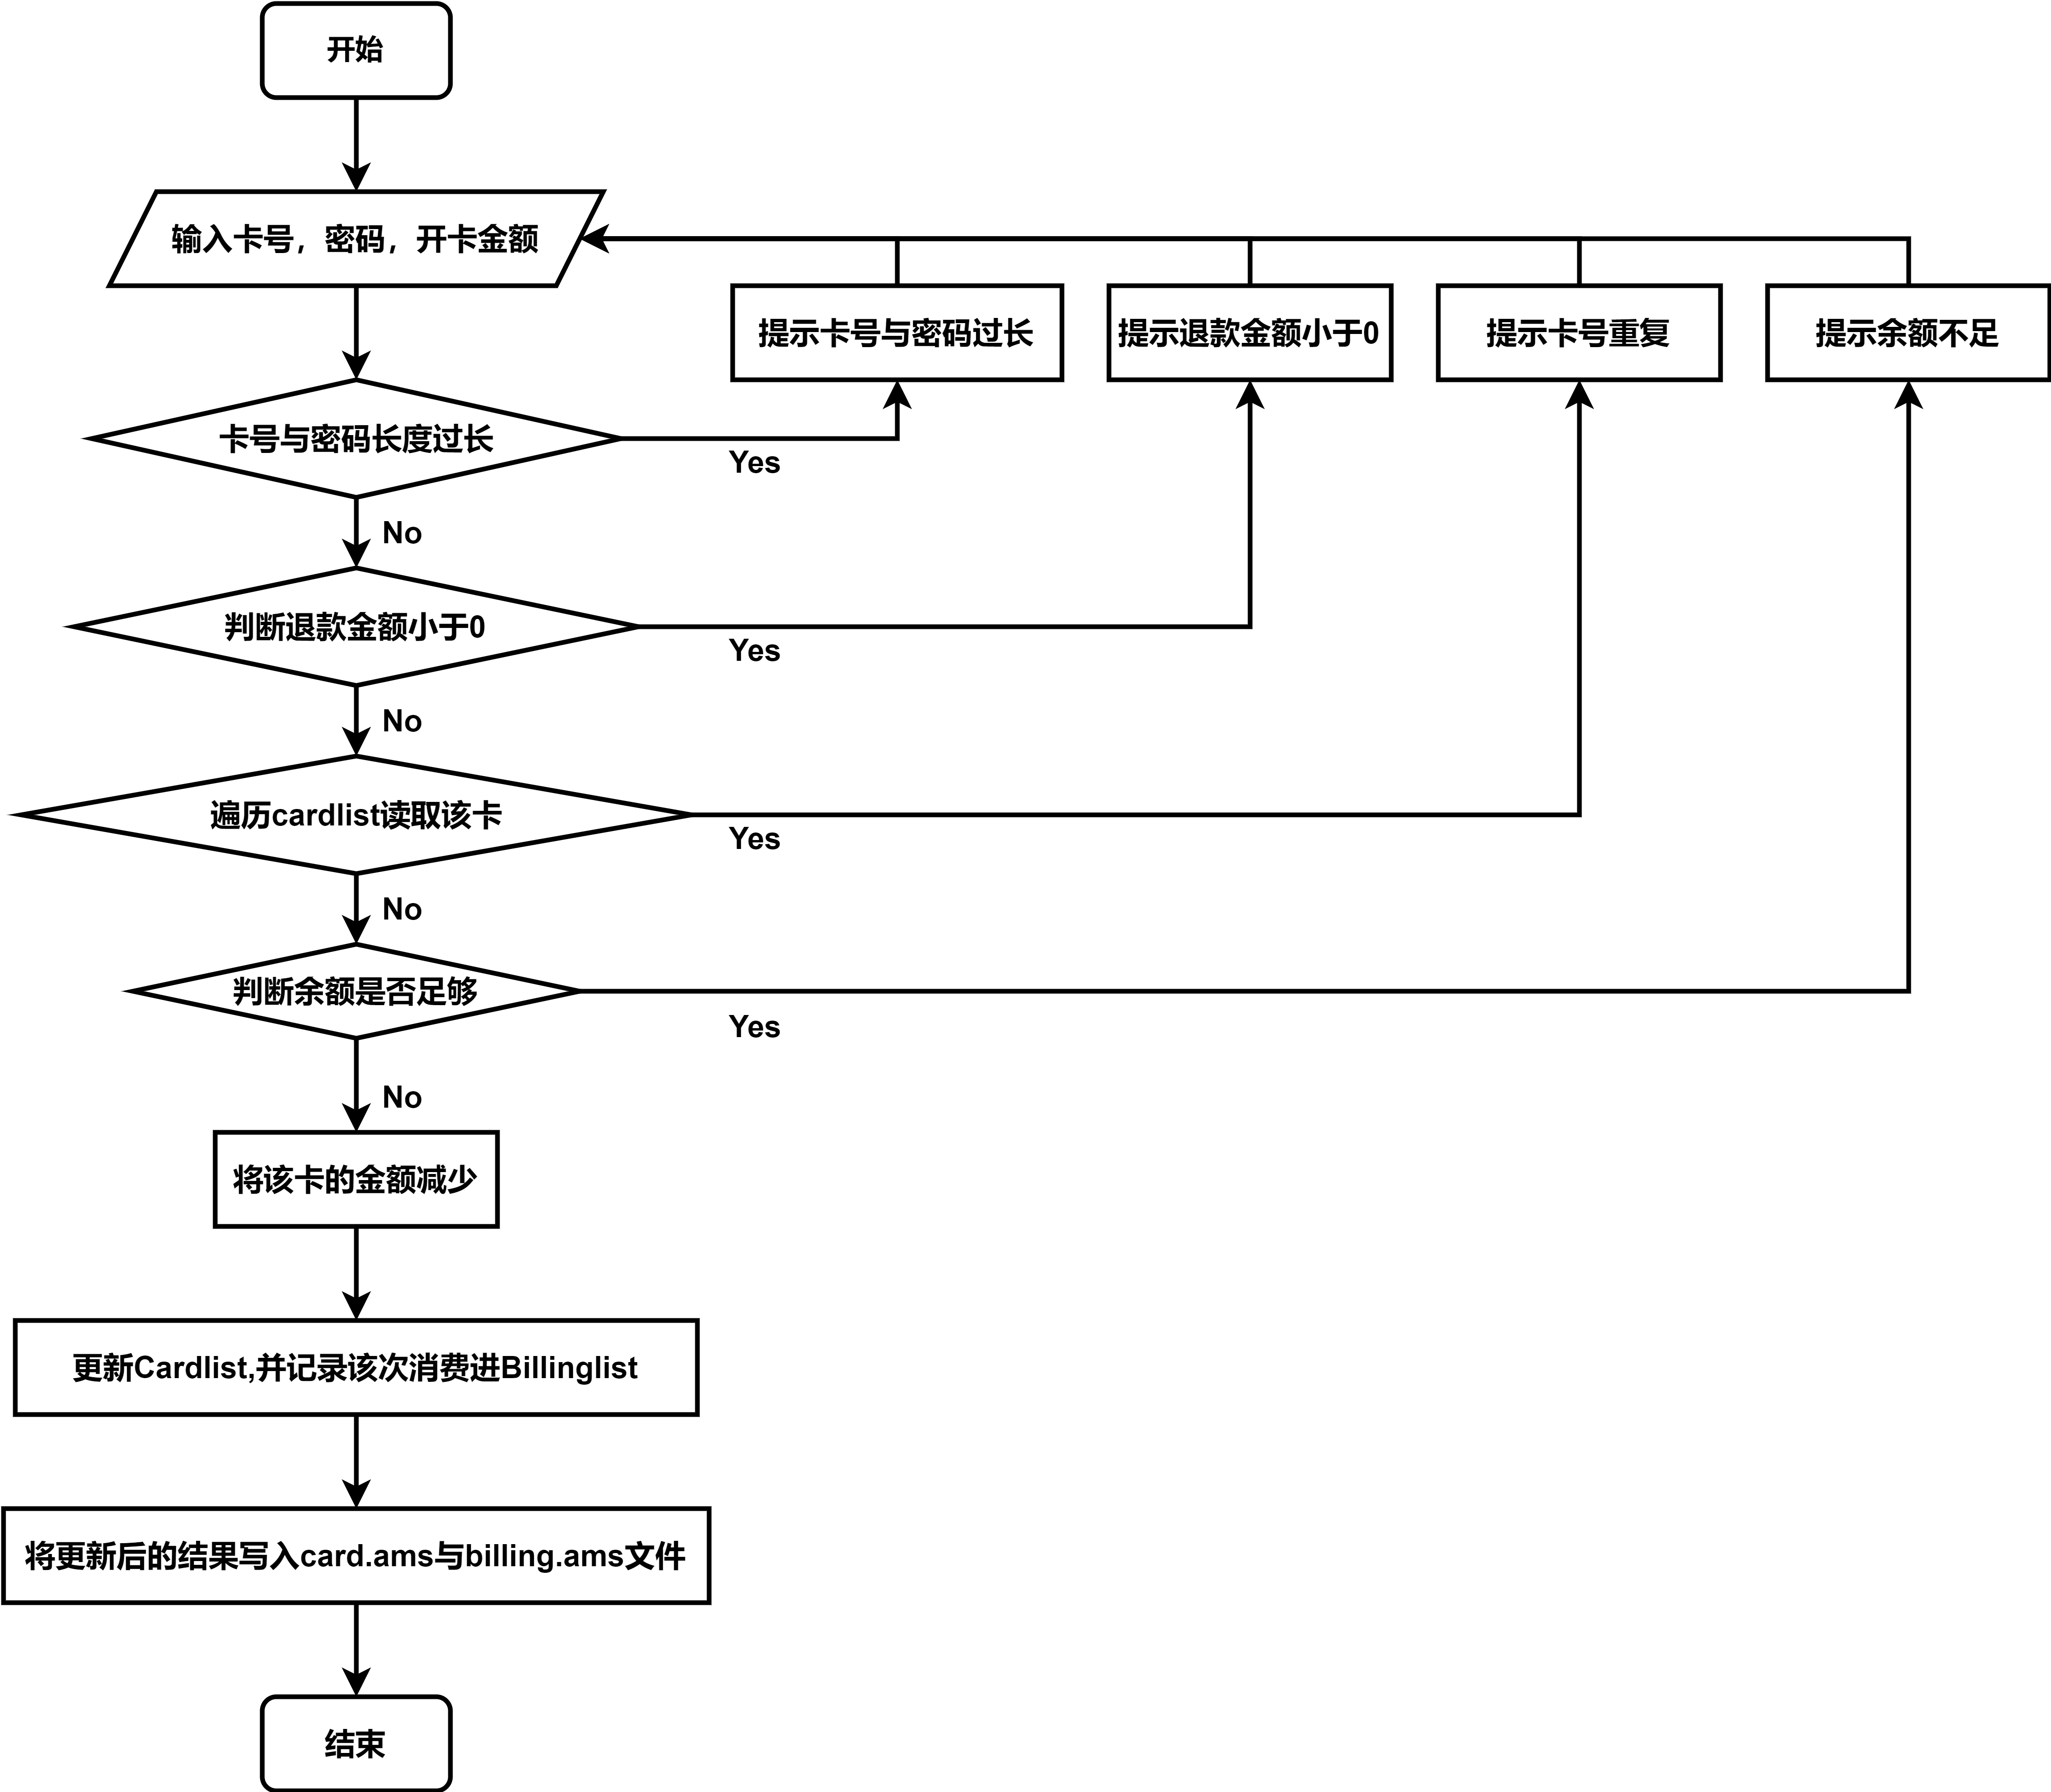 开始
输入卡号，密码，开卡金额
提示卡号与密码过长
提示退款金额小于0
提示卡号重复
提示余额不足
卡号与密码长度过长
Yes
No
判断退款金额小于0
Yes
No
遍历cardlist读取该卡
Yes
No
判断余额是否足够
Yes
No
将该卡的金额减少
更新Cardlist,并记录该次消费进Billinglist
将更新后的结果写入card.ams与billing.ams文件
结束